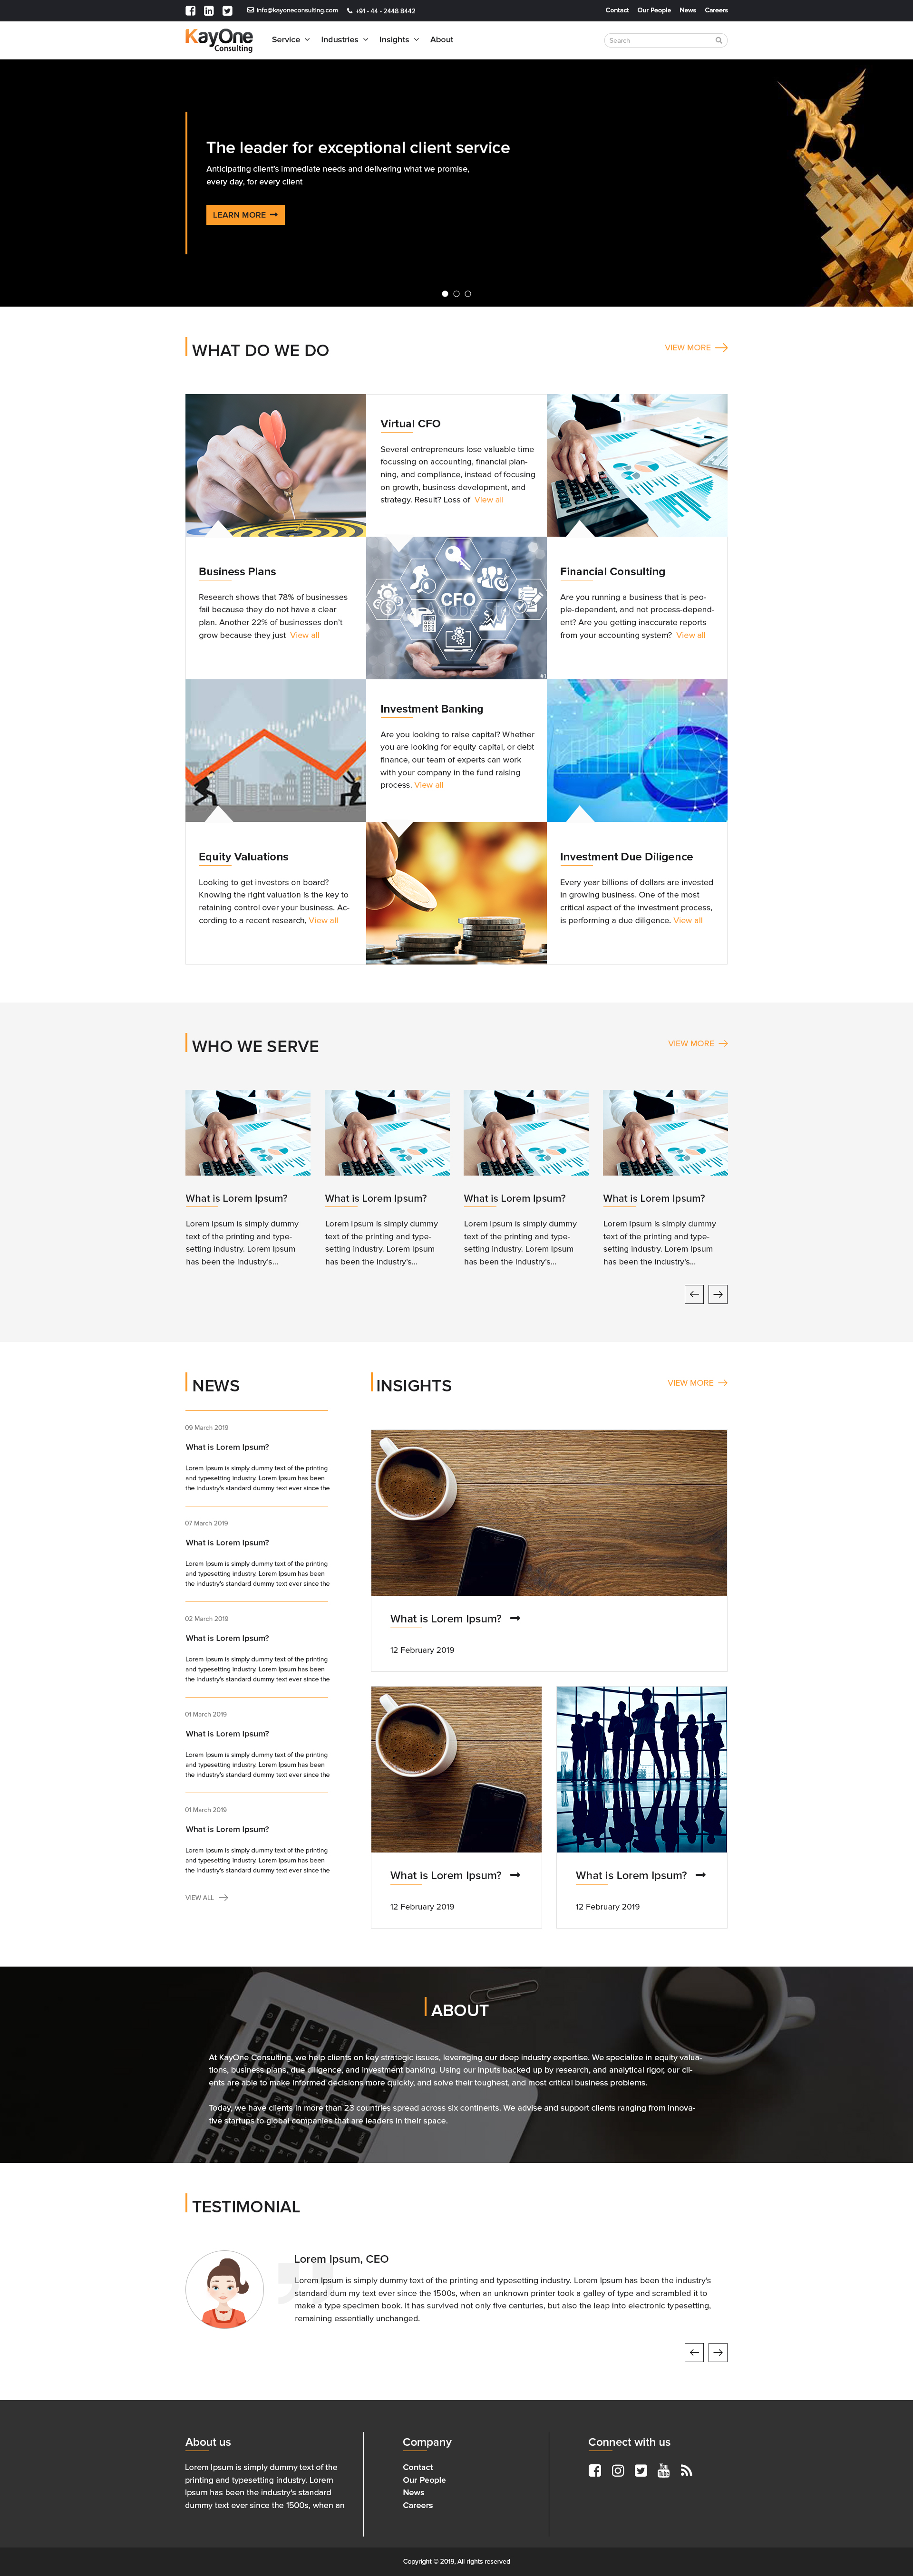 info@kayoneconsulting.com +91 - 44 - 2448 8442 Contact Our People News Careers
KayOne
Consulting
Service Industries Insights About Search
The leader for exceptional client service
Anticipating client's immediate needs and delivering what we promise,
every day, for every client
LEARN MORE
WHAT DO WE DO
VIEW MORE
Virtual CFO
Several entrepreneurs lose valuable time
focussing on accounting, financial plan-
ning, and compliance, instead of focusing
on growth, business development, and
strategy. Result? Loss of View all
Business Plans
Research shows that 78% of businesses
fail because they do not have a clear
plan. Another 22% of businesses don't
grow because they just View all
CFO
Financial Consulting
Are you running a business that is peo-
ple-dependent, and not process-depend-
ent? Are you getting inaccurate reports
from your accounting system? View all
Investment Banking
Are you looking to raise capital? Whether
you are looking for equity capital, or debt
finance, our team of experts can work
with your company in the fund raising
process. View all
Equity Valuations
Looking to get investors on board?
Knowing the right valuation is the key to
retaining control over your business. Ac-
cording to a recent research, View all
Investment Due Diligence
Every year billions of dollars are invested
in growing business. One of the most
critical aspect of the investment process,
is performing a due diligence. View all
WHO WE SERVE
VIEW MORE
What is Lorem Ipsum?
Lorem Ipsum is simply dummy
text of the printing and type-
setting industry. Lorem Ipsum
has been the industry's...
What is Lorem Ipsum?
Lorem Ipsum is simply dummy
text of the printing and type-
setting industry. Lorem Ipsum
has been the industry's...
What is Lorem Ipsum?
Lorem Ipsum is simply dummy
text of the printing and type-
setting industry. Lorem Ipsum
has been the industry's...
What is Lorem Ipsum?
Lorem Ipsum is simply dummy
text of the printing and type-
setting industry. Lorem Ipsum
has been the industry's...
NEWS
09 March 2019
What is Lorem Ipsum?
Lorem Ipsum is simply dummy text of the printing
and typesetting industry. Lorem Ipsum has been
the industry's standard dummy text ever since the
07 March 2019
What is Lorem Ipsum?
Lorem Ipsum is simply dummy text of the printing
and typesetting industry. Lorem Ipsum has been
the industry's standard dummy text ever since the
02 March 2019
What is Lorem Ipsum?
Lorem Ipsum is simply dummy text of the printing
and typesetting industry. Lorem Ipsum has been
the industry's standard dummy text ever since the
01 March 2019
What is Lorem Ipsum?
Lorem Ipsum is simply dummy text of the printing
and typesetting industry. Lorem Ipsum has been
the industry's standard dummy text ever since the
01 March 2019
What is Lorem Ipsum?
Lorem Ipsum is simply dummy text of the printing
and typesetting industry. Lorem Ipsum has been
the industry's standard dummy text ever since the
VIEW ALL
INSIGHTS
VIEW MORE
What is Lorem Ipsum?
12 February 2019
What is Lorem Ipsum?
12 February 2019
What is Lorem Ipsum?
12 February 2019
ABOUT
At KayOne Consulting, we help clients on key strategic issues, leveraging our deep industry expertise. We specialize in equity valua-
tions, business plans, due diligence, and investment banking. Using our inputs backed up by research, and analytical rigor, our cli-
ents are able to make informed decisions more quickly, and solve their toughest, and most critical business problems.
Today, we have clients in more than 23 countries spread across six continents. We advise and support clients ranging from innova-
tive startups to global companies that are leaders in their space.
TESTIMONIAL
Lorem Ipsum, CEO
Lorem Ipsum is simply dummy text of the printing and typesetting industry. Lorem Ipsum has been the industry's
standard dum my text ever since the 1500s, when an unknown printer took a galley of type and scrambled it to
make a type specimen book. It has survived not only five centuries, but also the leap into electronic typesetting,
remaining essentially unchanged.
About us
Lorem Ipsum is simply dummy text of the
printing and typesetting industry. Lorem
Ipsum has been the industry's standard
dummy text ever since the 1500s, when an
Company
Contact
Our People
News
Careers
Connect with us
Copyright © 2019, All rights reserved